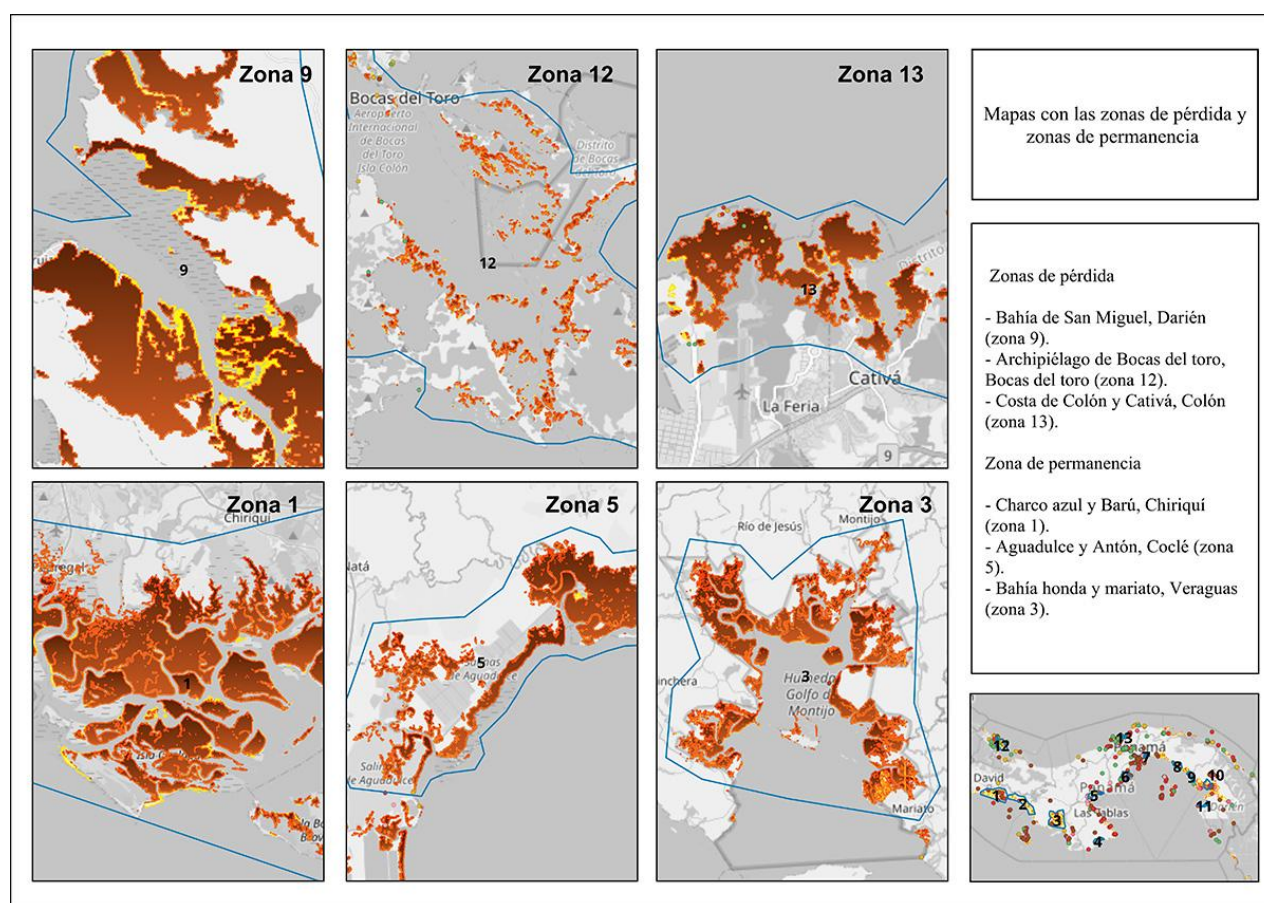 Zona 9
9
Zona 12
Bocas del Toro
Aeropuerto
Internacional
de Bocas
del Toro
Isla Colón
Distrito
de Bocas
del Toro
12
Zona 13
13
Distrito
Cativá
La Feria
9
Mapas con las zonas de pérdida y
zonas de permanencia
Zonas de pérdida
- Bahía de San Miguel, Darién
(zona 9).
- Archipiélago de Bocas del toro,
Bocas del toro (zona 12).
- Costa de Colón y Cativá, Colón
(zona 13).
Zona de permanencia
- Charco azul y Barú, Chiriquí
(zona 1).
- Aguadulce y Antón, Coclé (zona
5).
- Bahía honda y mariato, Veraguas
(zona 3).
Zona 1
Chiriquí
1
Zona 5
Natá
5
Salinas
de Aguadulce
de Aguadulce
Zona 3
Río de Jesús
Montijo
3
Golfo de
Montijo
Mariato
12
13
Panamá
7
David
6
8
9
10
1
2
Panamá
5
11
Darién
3
Las Tablas
4